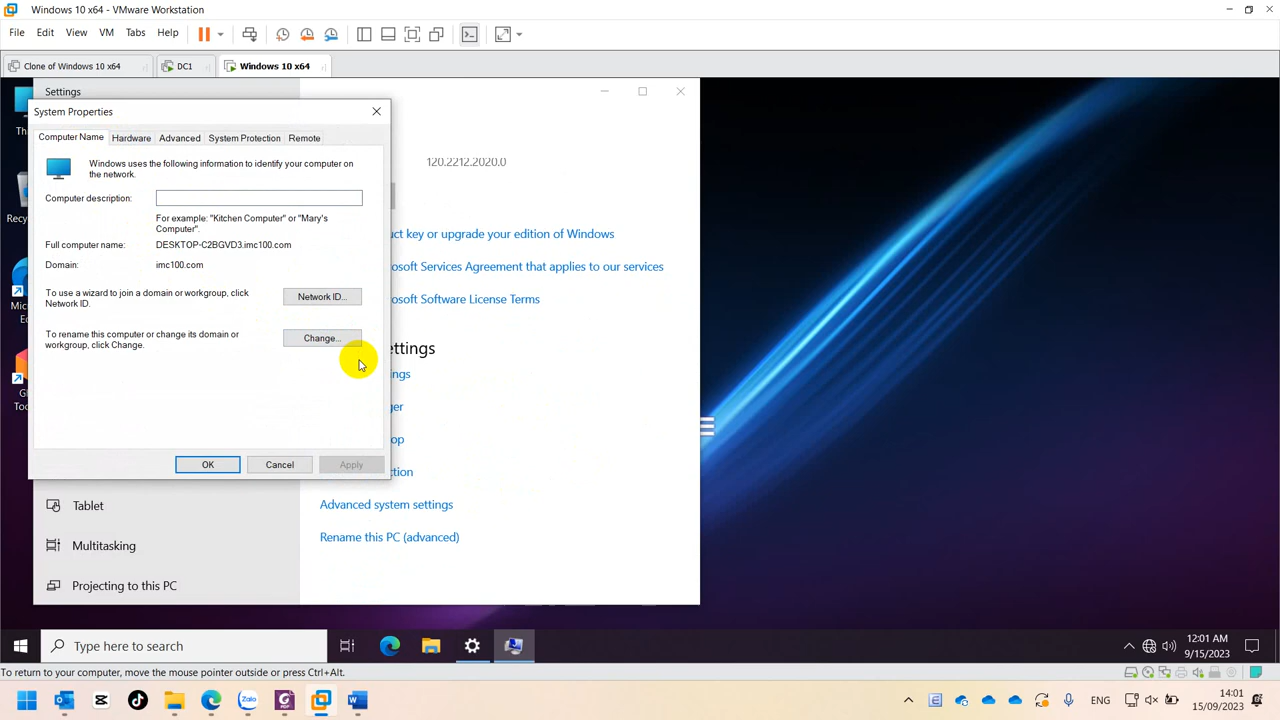 Windows 10 x64 - VMware Workstation
File Edit View VM Tabs Help
Clone of Windows 10 x64 DC1 Windows 10 x64
Settings
System Properties
Computer Name Hardware Advanced System Protection Remote
Windows uses the following information to identify your computer on
the network.
120.2212.2020.0
Computer description:
For example: "Kitchen Computer" or "Mary's
Computer".
uct key or upgrade your edition of Windows
Full computer name: DESKTOP-C2BGVD3.imc100.com
Domain: imc100.com
osoft Services Agreement that applies to our services
To use a wizard to join a domain or workgroup, click
Network ID.
Network ID...
osoft Software License Terms
To rename this computer or change its domain or
workgroup, click Change.
Change...
ettings
ings
ger
op
OK Cancel Apply
ction
Advanced system settings
Tablet
Rename this PC (advanced)
Multitasking
Projecting to this PC
Type here to search
12:01 AM
9/15/2023
To return to your computer, move the mouse pointer outside or press Ctrl+Alt.
Zalo
ENG
14:01
15/09/2023